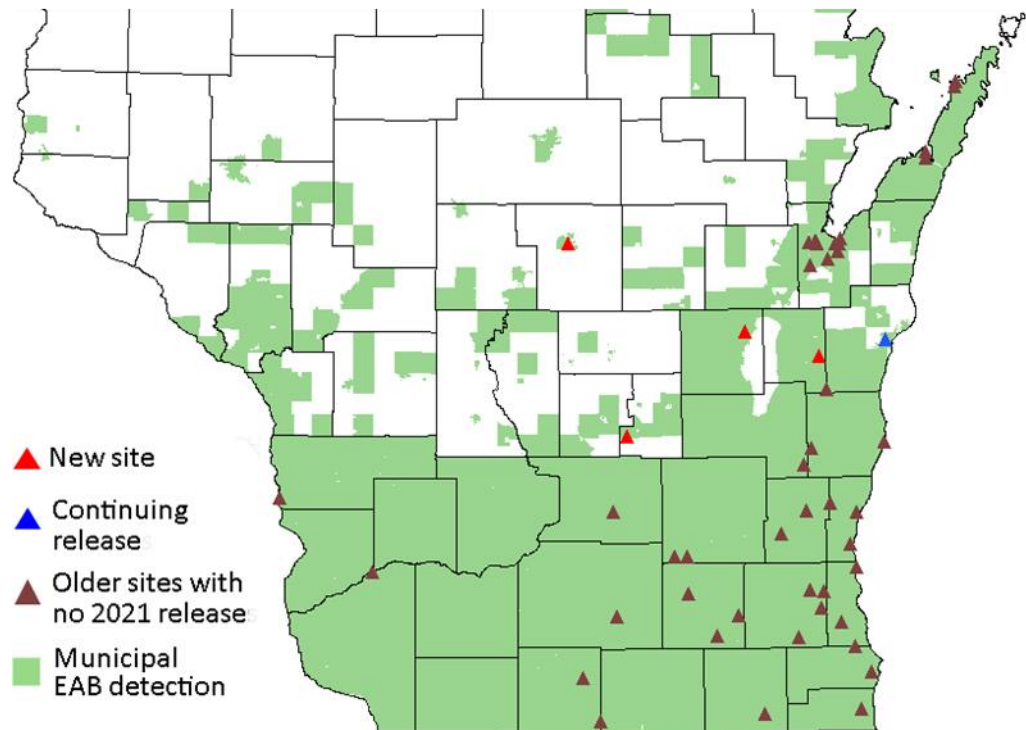 New site
Continuing
release
Older sites with
no 2021 release
Municipal
EAB detection